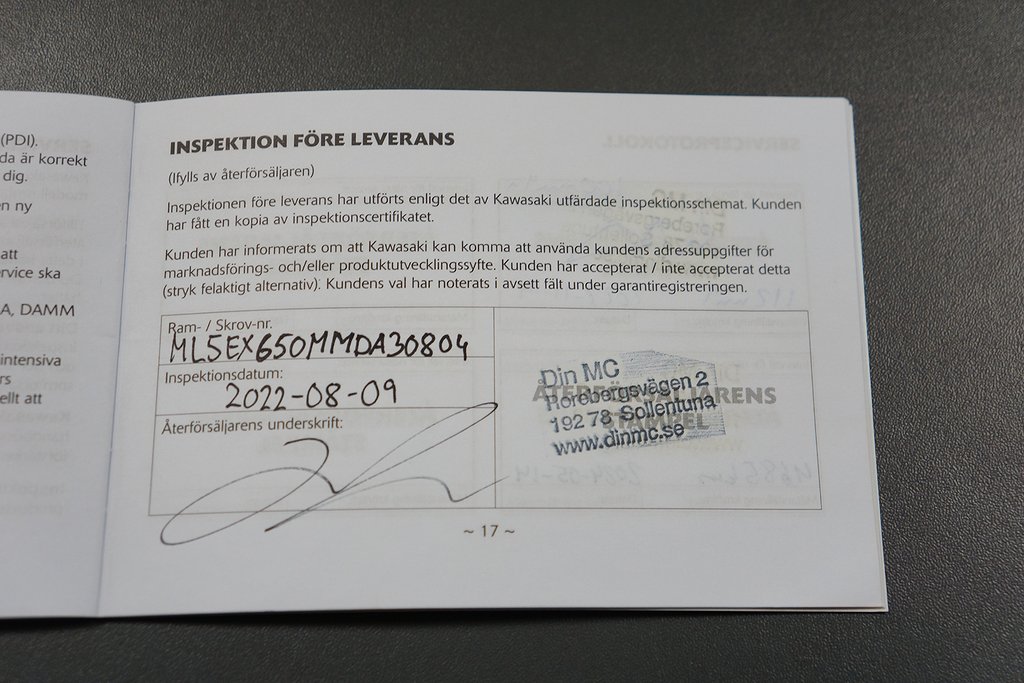 (PDI).
da är korrekt
dig.
n ny
att
rvice ska
A, DAMM
intensiva
rs
ellt att
INSPEKTION FÖRE LEVERANS
(Ifylls av återförsäljaren)
Inspektionen före leverans har utförts enligt det av Kawasaki utfärdade inspektionsschemat. Kunden
har fått en kopia av inspektionscertifikatet.
Kunden har informerats om att Kawasaki kan komma att använda kundens adressuppgifter för
marknadsförings- och/eller produktutvecklingssyfte. Kunden har accepterat / inte accepterat detta
(stryk felaktigt alternativ). Kundens val har noterats i avsett fält under garantiregistreringen.
Ram- / Skrov-nr.
ML5EX650MMDA30804
Inspektionsdatum:
2022-08-09
Återförsäljarens underskrift:
ÅTERFÖRSÄLJARENS
STÄMPEL
Din MC
Rörebergsvägen 2
192 78 Sollentuna
www.dinmc.se
~ 17 ~